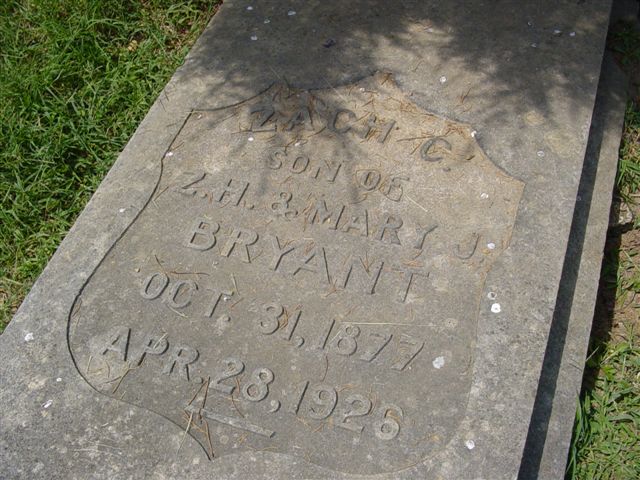 ZACH C.
SON OF
Z.H. & MARY J.
BRYANT
OCT. 31, 1877
APR. 28, 1926